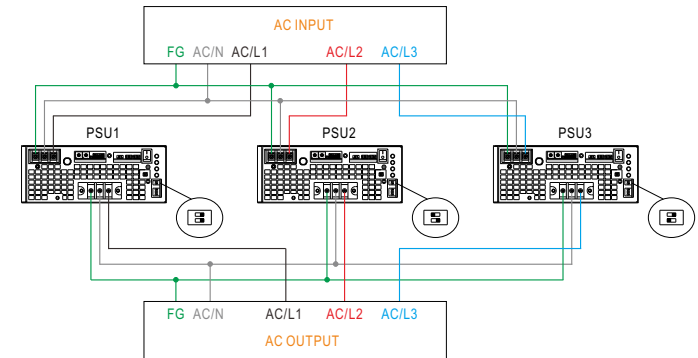 AC INPUT
FG AC/N AC/L1 AC/L2 AC/L3
PSU1 PSU2 PSU3
FG AC/N AC/L1 AC/L2 AC/L3
AC OUTPUT